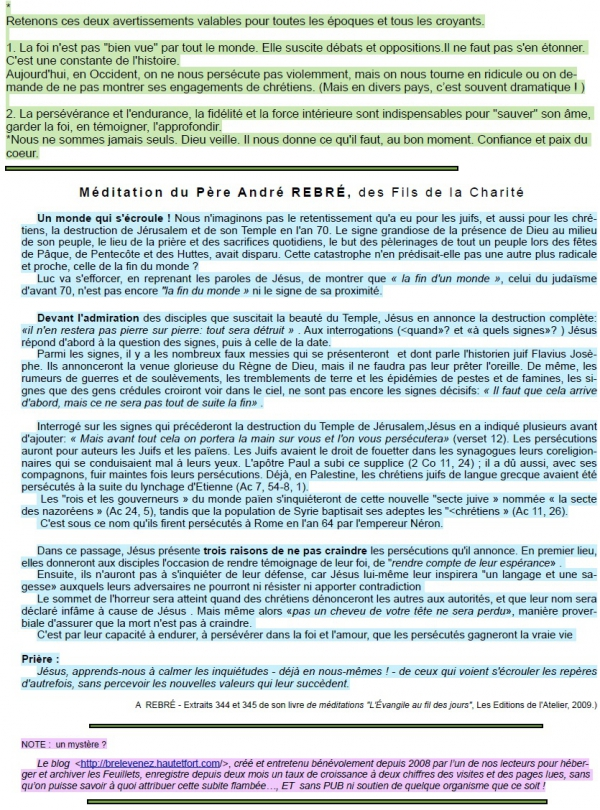 *
Retenons ces deux avertissements valables pour toutes les époques et tous les croyants.
1. La foi n'est pas "bien vue" par tout le monde. Elle suscite débats et oppositions.Il ne faut pas s'en étonner.
C'est une constante de l'histoire.
Aujourd'hui, en Occident, on ne nous persécute pas violemment, mais on nous tourne en ridicule ou on de-
mande de ne pas montrer ses engagements de chrétiens. (Mais en divers pays, c'est souvent dramatique ! )
2. La persévérance et l'endurance, la fidélité et la force intérieure sont indispensables pour "sauver" son âme,
garder la foi, en témoigner, l'approfondir.
*Nous ne sommes jamais seuls. Dieu veille. Il nous donne ce qu'il faut, au bon moment. Confiance et paix du
coeur.
Méditation du Père André REBRÉ, des Fils de la Charité
Un monde qui s'écroule ! Nous n'imaginons pas le retentissement qu'a eu pour les juifs, et aussi pour les chré-
tiens, la destruction de Jérusalem et de son Temple en l'an 70. Le signe grandiose de la présence de Dieu au milieu
de son peuple, le lieu de la prière et des sacrifices quotidiens, le but des pèlerinages de tout un peuple lors des fêtes
de Pâque, de Pentecôte et des Huttes, avait disparu. Cette catastrophe n'en prédisait-elle pas une autre plus radicale
et proche, celle de la fin du monde ?
Luc va s'efforcer, en reprenant les paroles de Jésus, de montrer que « la fin d'un monde », celui du judaïsme
d'avant 70, n'est pas encore "la fin du monde » ni le signe de sa proximité.
Devant l'admiration des disciples que suscitait la beauté du Temple, Jésus en annonce la destruction complète:
«il n'en restera pas pierre sur pierre: tout sera détruit » . Aux interrogations (<quand»? et «à quels signes»? ) Jésus
répond d'abord à la question des signes, puis à celle de la date.
Parmi les signes, il y a les nombreux faux messies qui se présenteront et dont parle l'historien juif Flavius Josè-
phe. Ils annonceront la venue glorieuse du Règne de Dieu, mais il ne faudra pas leur prêter l'oreille. De même, les
rumeurs de guerres et de soulèvements, les tremblements de terre et les épidémies de pestes et de famines, les si-
gnes que des gens crédules croiront voir dans le ciel, ne sont pas encore les signes décisifs: « Il faut que cela arrive
d'abord, mais ce ne sera pas tout de suite la fin» .
Interrogé sur les signes qui précéderont la destruction du Temple de Jérusalem,Jésus en a indiqué plusieurs avant
d'ajouter: « Mais avant tout cela on portera la main sur vous et l'on vous persécutera» (verset 12). Les persécutions
auront pour auteurs les Juifs et les païens. Les Juifs avaient le droit de fouetter dans les synagogues leurs coreligion-
naires qui se conduisaient mal à leurs yeux. L'apôtre Paul a subi ce supplice (2 Co 11, 24) ; il a dû aussi, avec ses
compagnons, fuir maintes fois leurs persécutions. Déjà, en Palestine, les chrétiens juifs de langue grecque avaient été
persécutés à la suite du lynchage d'Etienne (Ac 7, 54-8, 1).
Les "rois et les gouverneurs » du monde païen s'inquièteront de cette nouvelle "secte juive » nommée « la secte
des nazoréens » (Ac 24, 5), tandis que la population de Syrie baptisait ses adeptes les "<chrétiens » (Ac 11, 26).
C'est sous ce nom qu'ils firent persécutés à Rome en l'an 64 par l'empereur Néron.
Dans ce passage, Jésus présente trois raisons de ne pas craindre les persécutions qu'il annonce. En premier lieu,
elles donneront aux disciples l'occasion de rendre témoignage de leur foi, de "rendre compte de leur espérance» .
Ensuite, ils n'auront pas à s'inquiéter de leur défense, car Jésus lui-même leur inspirera "un langage et une sa-
gesse» auxquels leurs adversaires ne pourront ni résister ni apporter contradiction
Le sommet de l'horreur sera atteint quand des chrétiens dénonceront les autres aux autorités, et que leur nom sera
déclaré infâme à cause de Jésus . Mais même alors «pas un cheveu de votre tête ne sera perdu», manière prover-
biale d'assurer que la mort n'est pas à craindre.
C'est par leur capacité à endurer, à persévérer dans la foi et l'amour, que les persécutés gagneront la vraie vie
Prière :
Jésus, apprends-nous à calmer les inquiétudes - déjà en nous-mêmes ! - de ceux qui voient s'écrouler les repères
d'autrefois, sans percevoir les nouvelles valeurs qui leur succèdent.
A REBRÉ - Extraits 344 et 345 de son livre de méditations "L'Évangile au fil des jours", Les Editions de l'Atelier, 2009.)
NOTE : un mystère ?
Le blog <http://brelevenez.hautetfort.com/>, créé et entretenu bénévolement depuis 2008 par l'un de nos lecteurs pour héber-
ger et archiver les Feuillets, enregistre depuis deux mois un taux de croissance à deux chiffres des visites et des pages lues, sans
qu'on puisse savoir à quoi attribuer cette subite flambée…, ET sans PUB ni soutien de quelque organisme que ce soit !